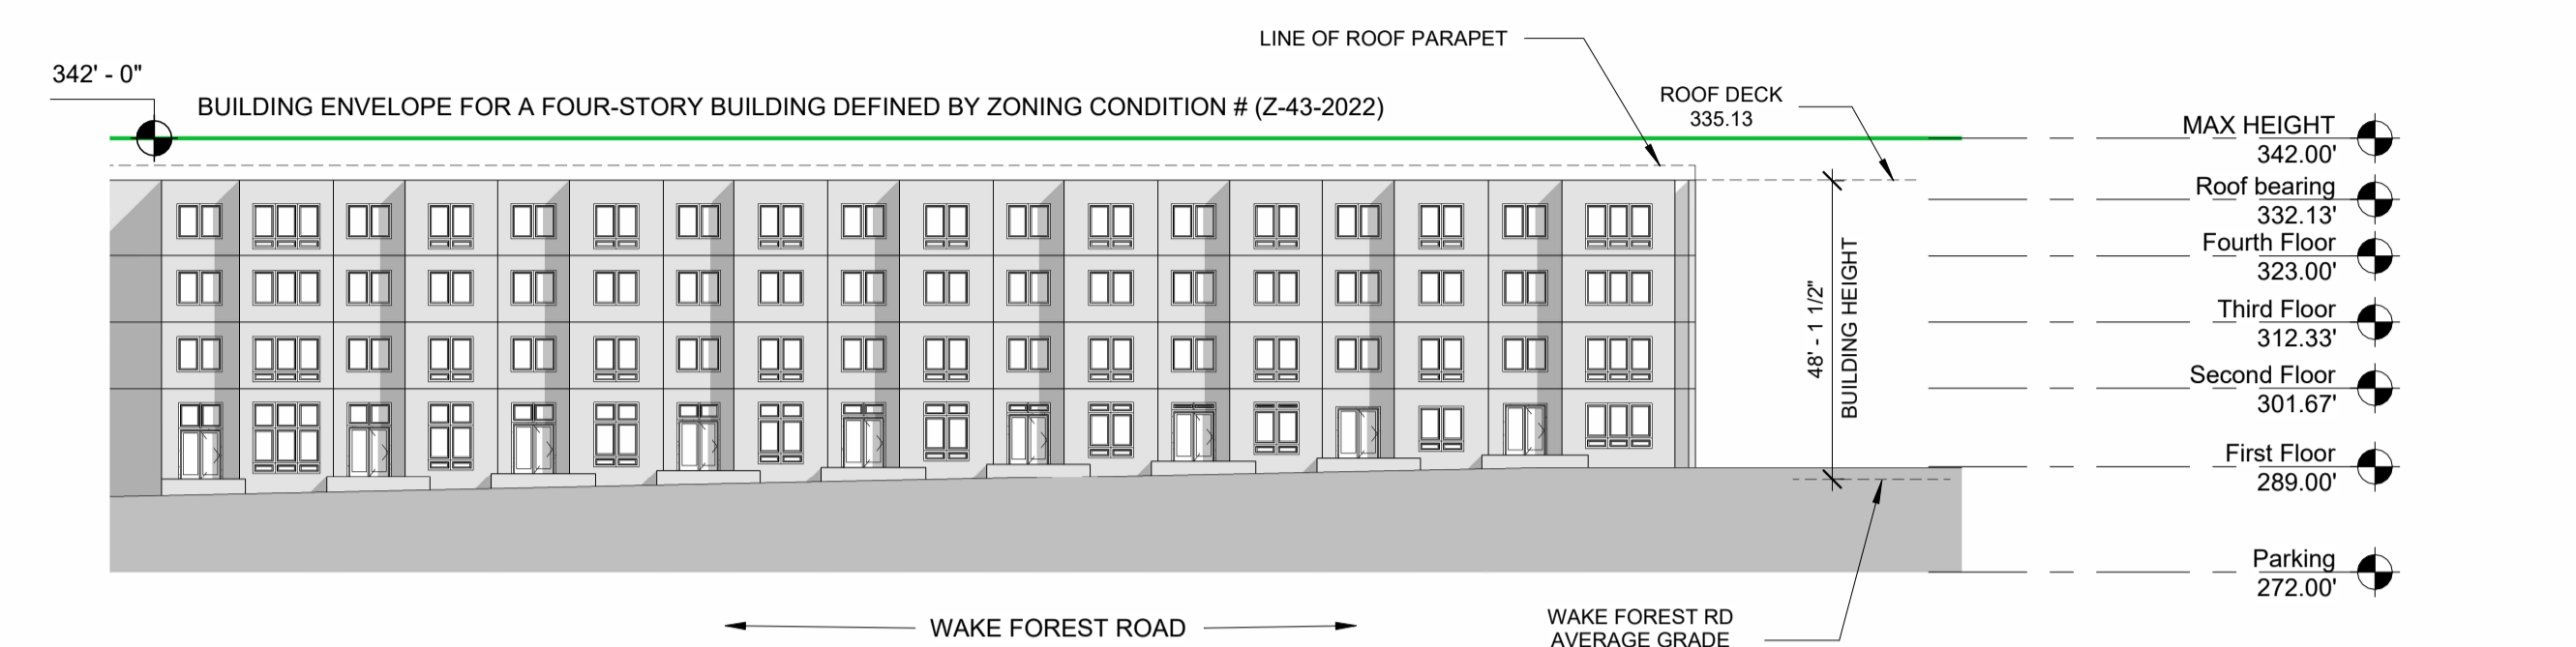 LINE OF ROOF PARAPET
342' - 0"
BUILDING ENVELOPE FOR A FOUR-STORY BUILDING DEFINED BY ZONING CONDITION # (Z-43-2022)
ROOF DECK
335.13
MAX HEIGHT
342.00'
Roof bearing
332.13'
Fourth Floor
323.00'
Third Floor
312.33'
Second Floor
301.67'
First Floor
289.00'
Parking
272.00'
48' - 1 1/2"
BUILDING HEIGHT
WAKE FOREST ROAD
WAKE FOREST RD
AVERAGE GRADE